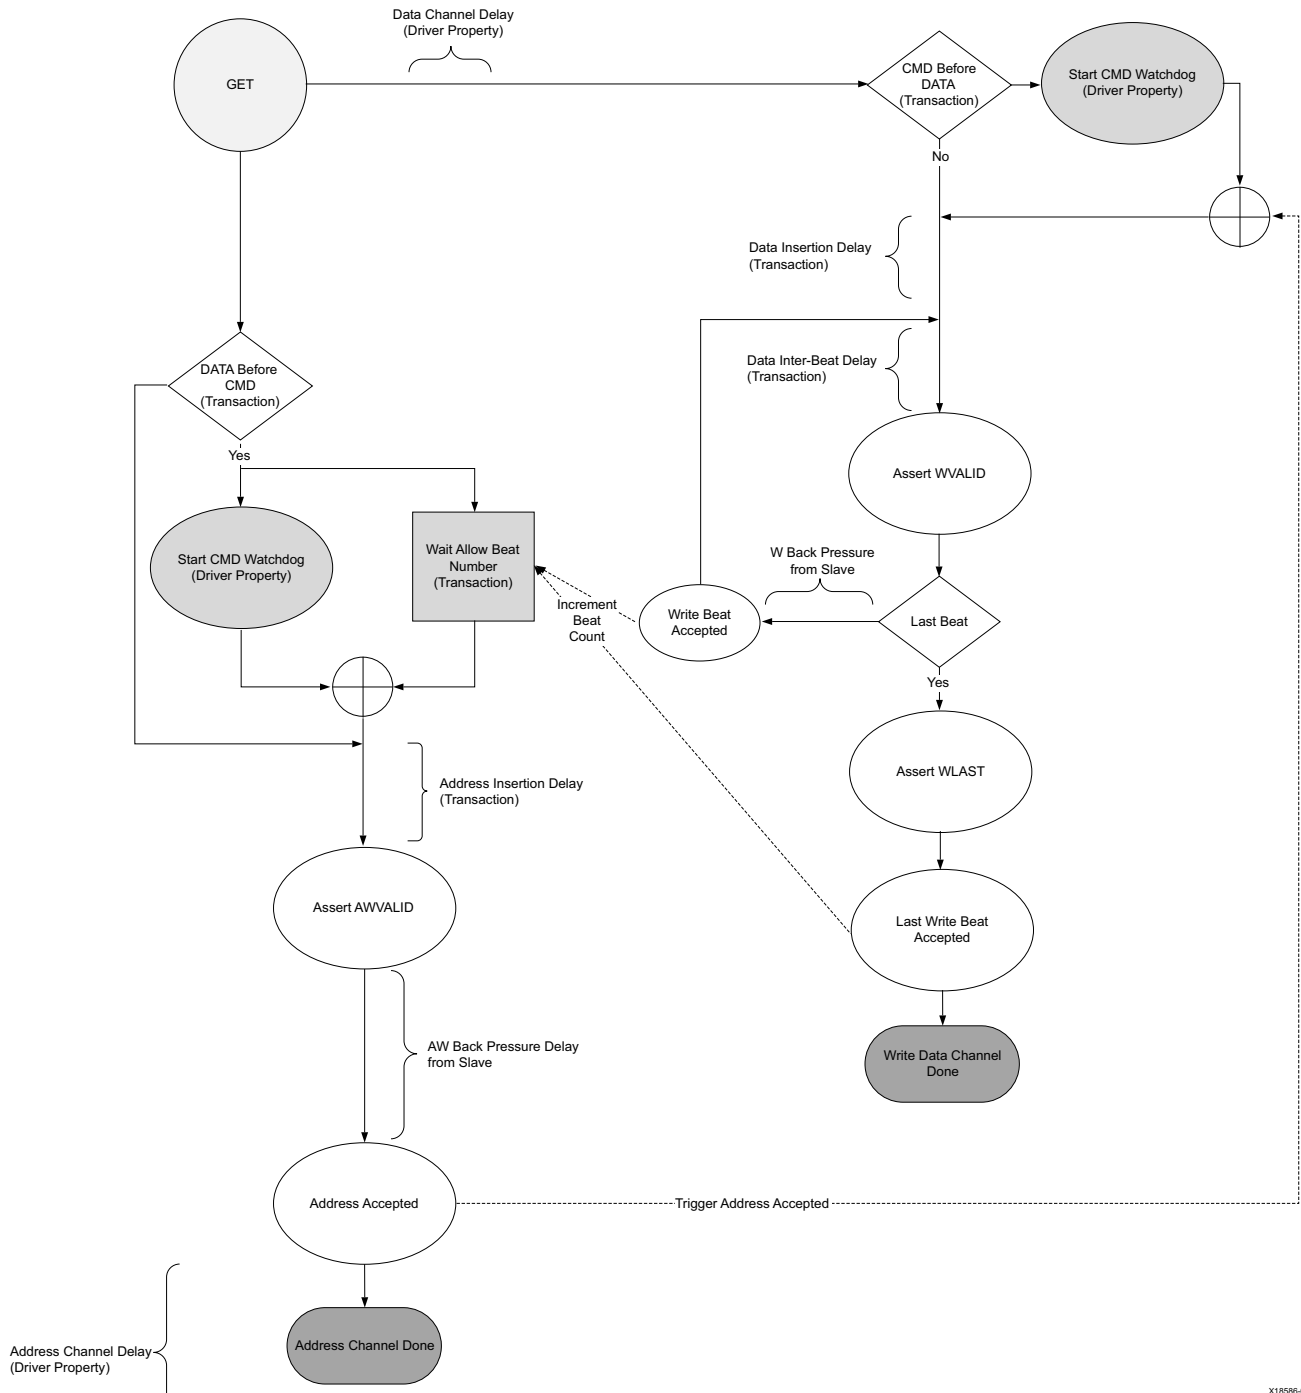 Data Channel Delay
(Driver Property)
GET
CMD Before
DATA
(Transaction)
Start CMD Watchdog
(Driver Property)
No
Data Insertion Delay
(Transaction)
Data Inter-Beat Delay
(Transaction)
DATA Before
CMD
(Transaction)
Yes
Start CMD Watchdog
(Driver Property)
Wait Allow Beat
Number
(Transaction)
Assert WVALID
W Back Pressure
from Slave
Increment
Beat
Count
Write Beat
Accepted
Last Beat
Yes
Assert WLAST
Address Insertion Delay
(Transaction)
Assert AWVALID
Last Write Beat
Accepted
AW Back Pressure Delay
from Slave
Write Data Channel
Done
Address Accepted
Trigger Address Accepted
Address Channel Done
Address Channel Delay
(Driver Property)